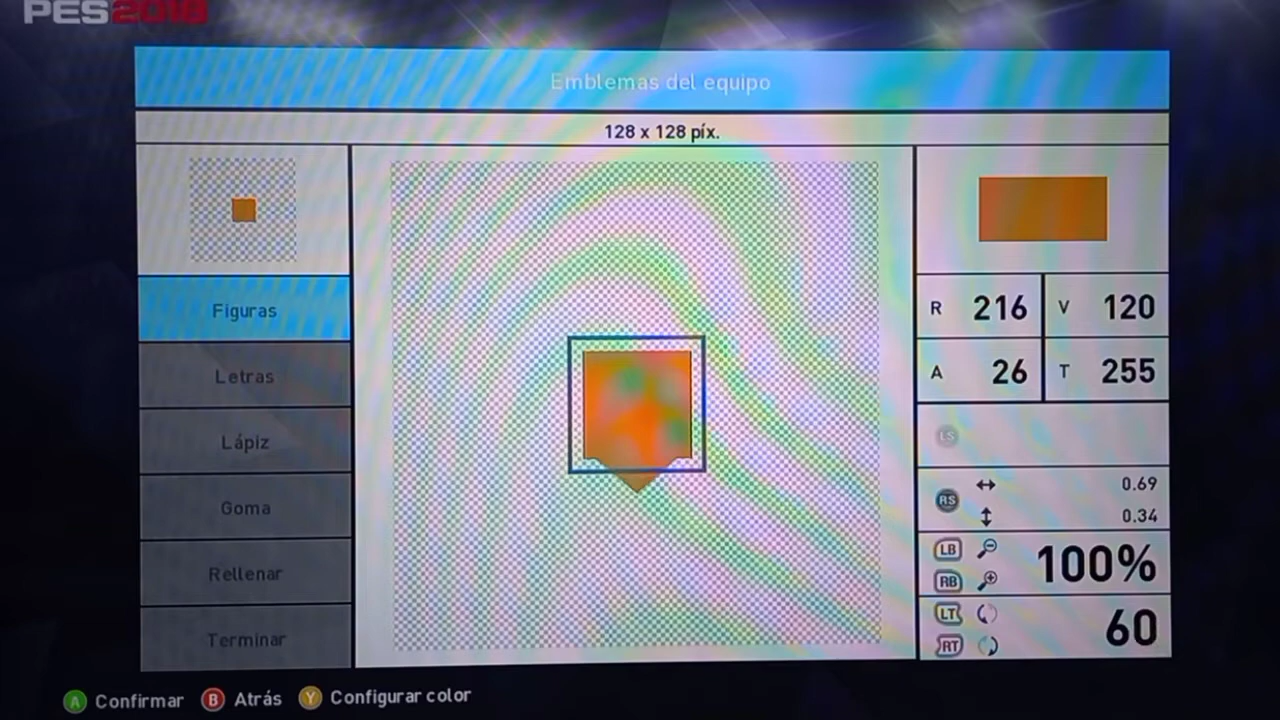 PES2018
Emblemas del equipo
128 x 128 píx.
Figuras
Letras
Lápiz
Goma
Rellenar
Terminar
R 216 V 120
A 26 T 255
LS
RS 0.69
0.34
LB 100%
RB
LT 60
RT
A Confirmar B Atrás Y Configurar color